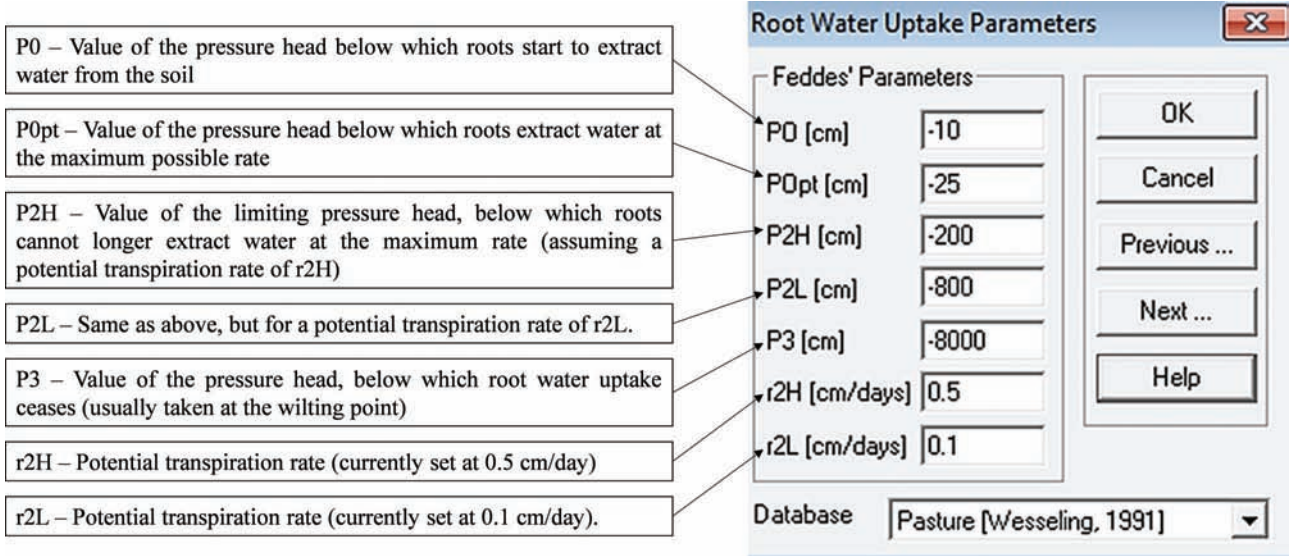 P0 – Value of the pressure head below which roots start to extract
water from the soil
P0pt – Value of the pressure head below which roots extract water at
the maximum possible rate
P2H – Value of the limiting pressure head, below which roots
cannot longer extract water at the maximum rate (assuming a
potential transpiration rate of r2H)
P2L – Same as above, but for a potential transpiration rate of r2L.
P3 – Value of the pressure head, below which root water uptake
ceases (usually taken at the wilting point)
r2H – Potential transpiration rate (currently set at 0.5 cm/day)
r2L – Potential transpiration rate (currently set at 0.1 cm/day).
Root Water Uptake Parameters
Feddes' Parameters
P0 [cm] -10
P0pt [cm] -25
P2H [cm] -200
P2L [cm] -800
P3 [cm] -8000
r2H [cm/days] 0.5
r2L [cm/days] 0.1
OK
Cancel
Previous ...
Next ...
Help
Database Pasture [Wesseling, 1991]